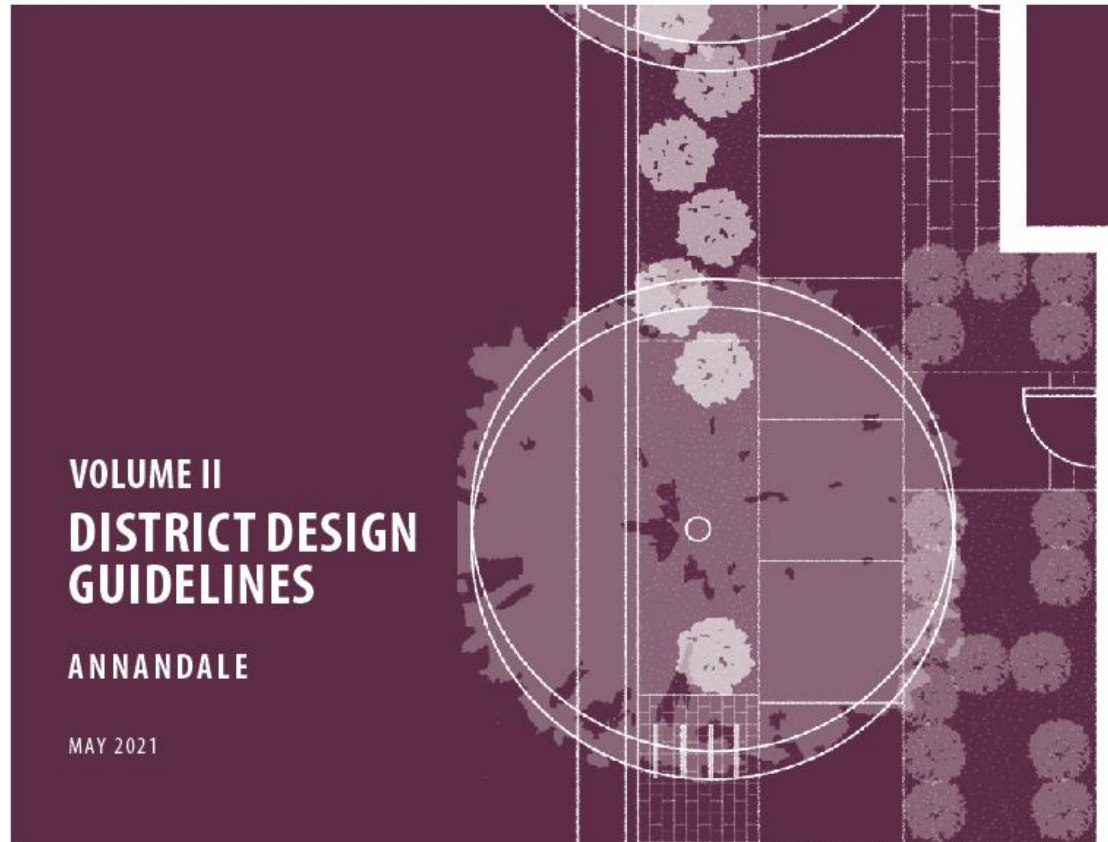 VOLUME II
DISTRICT DESIGN
GUIDELINES
ANNANDALE
MAY 2021